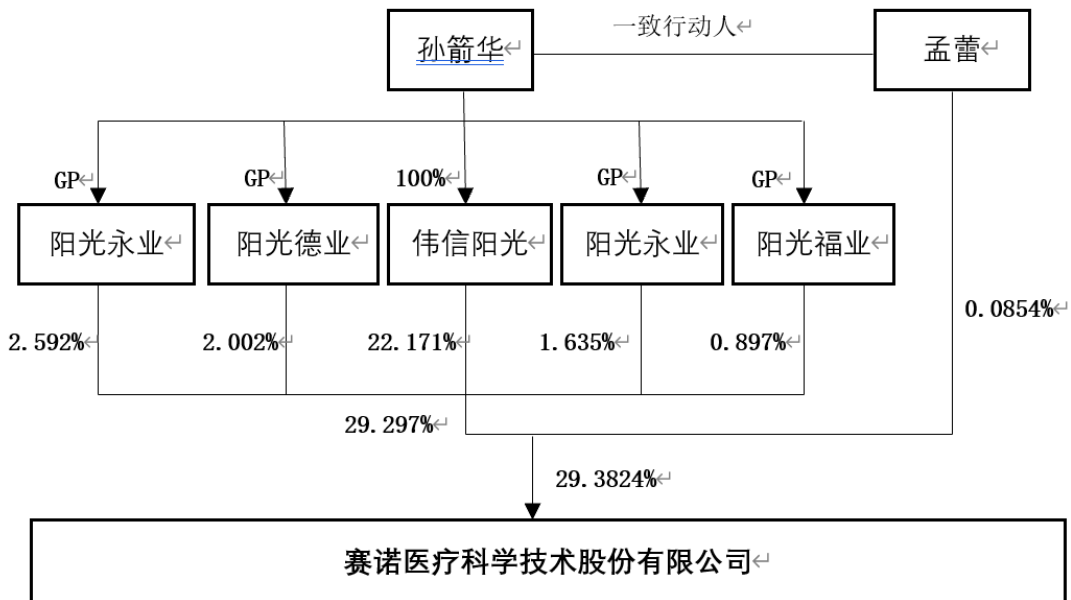 一致行动人
孙箭华
孟蕾
GP
GP
100%
GP
GP
阳光永业
阳光德业
伟信阳光
阳光永业
阳光福业
0.0854%
2.592%
2.002%
22.171%
1.635%
0.897%
29.297%
29.3824%
赛诺医疗科学技术股份有限公司